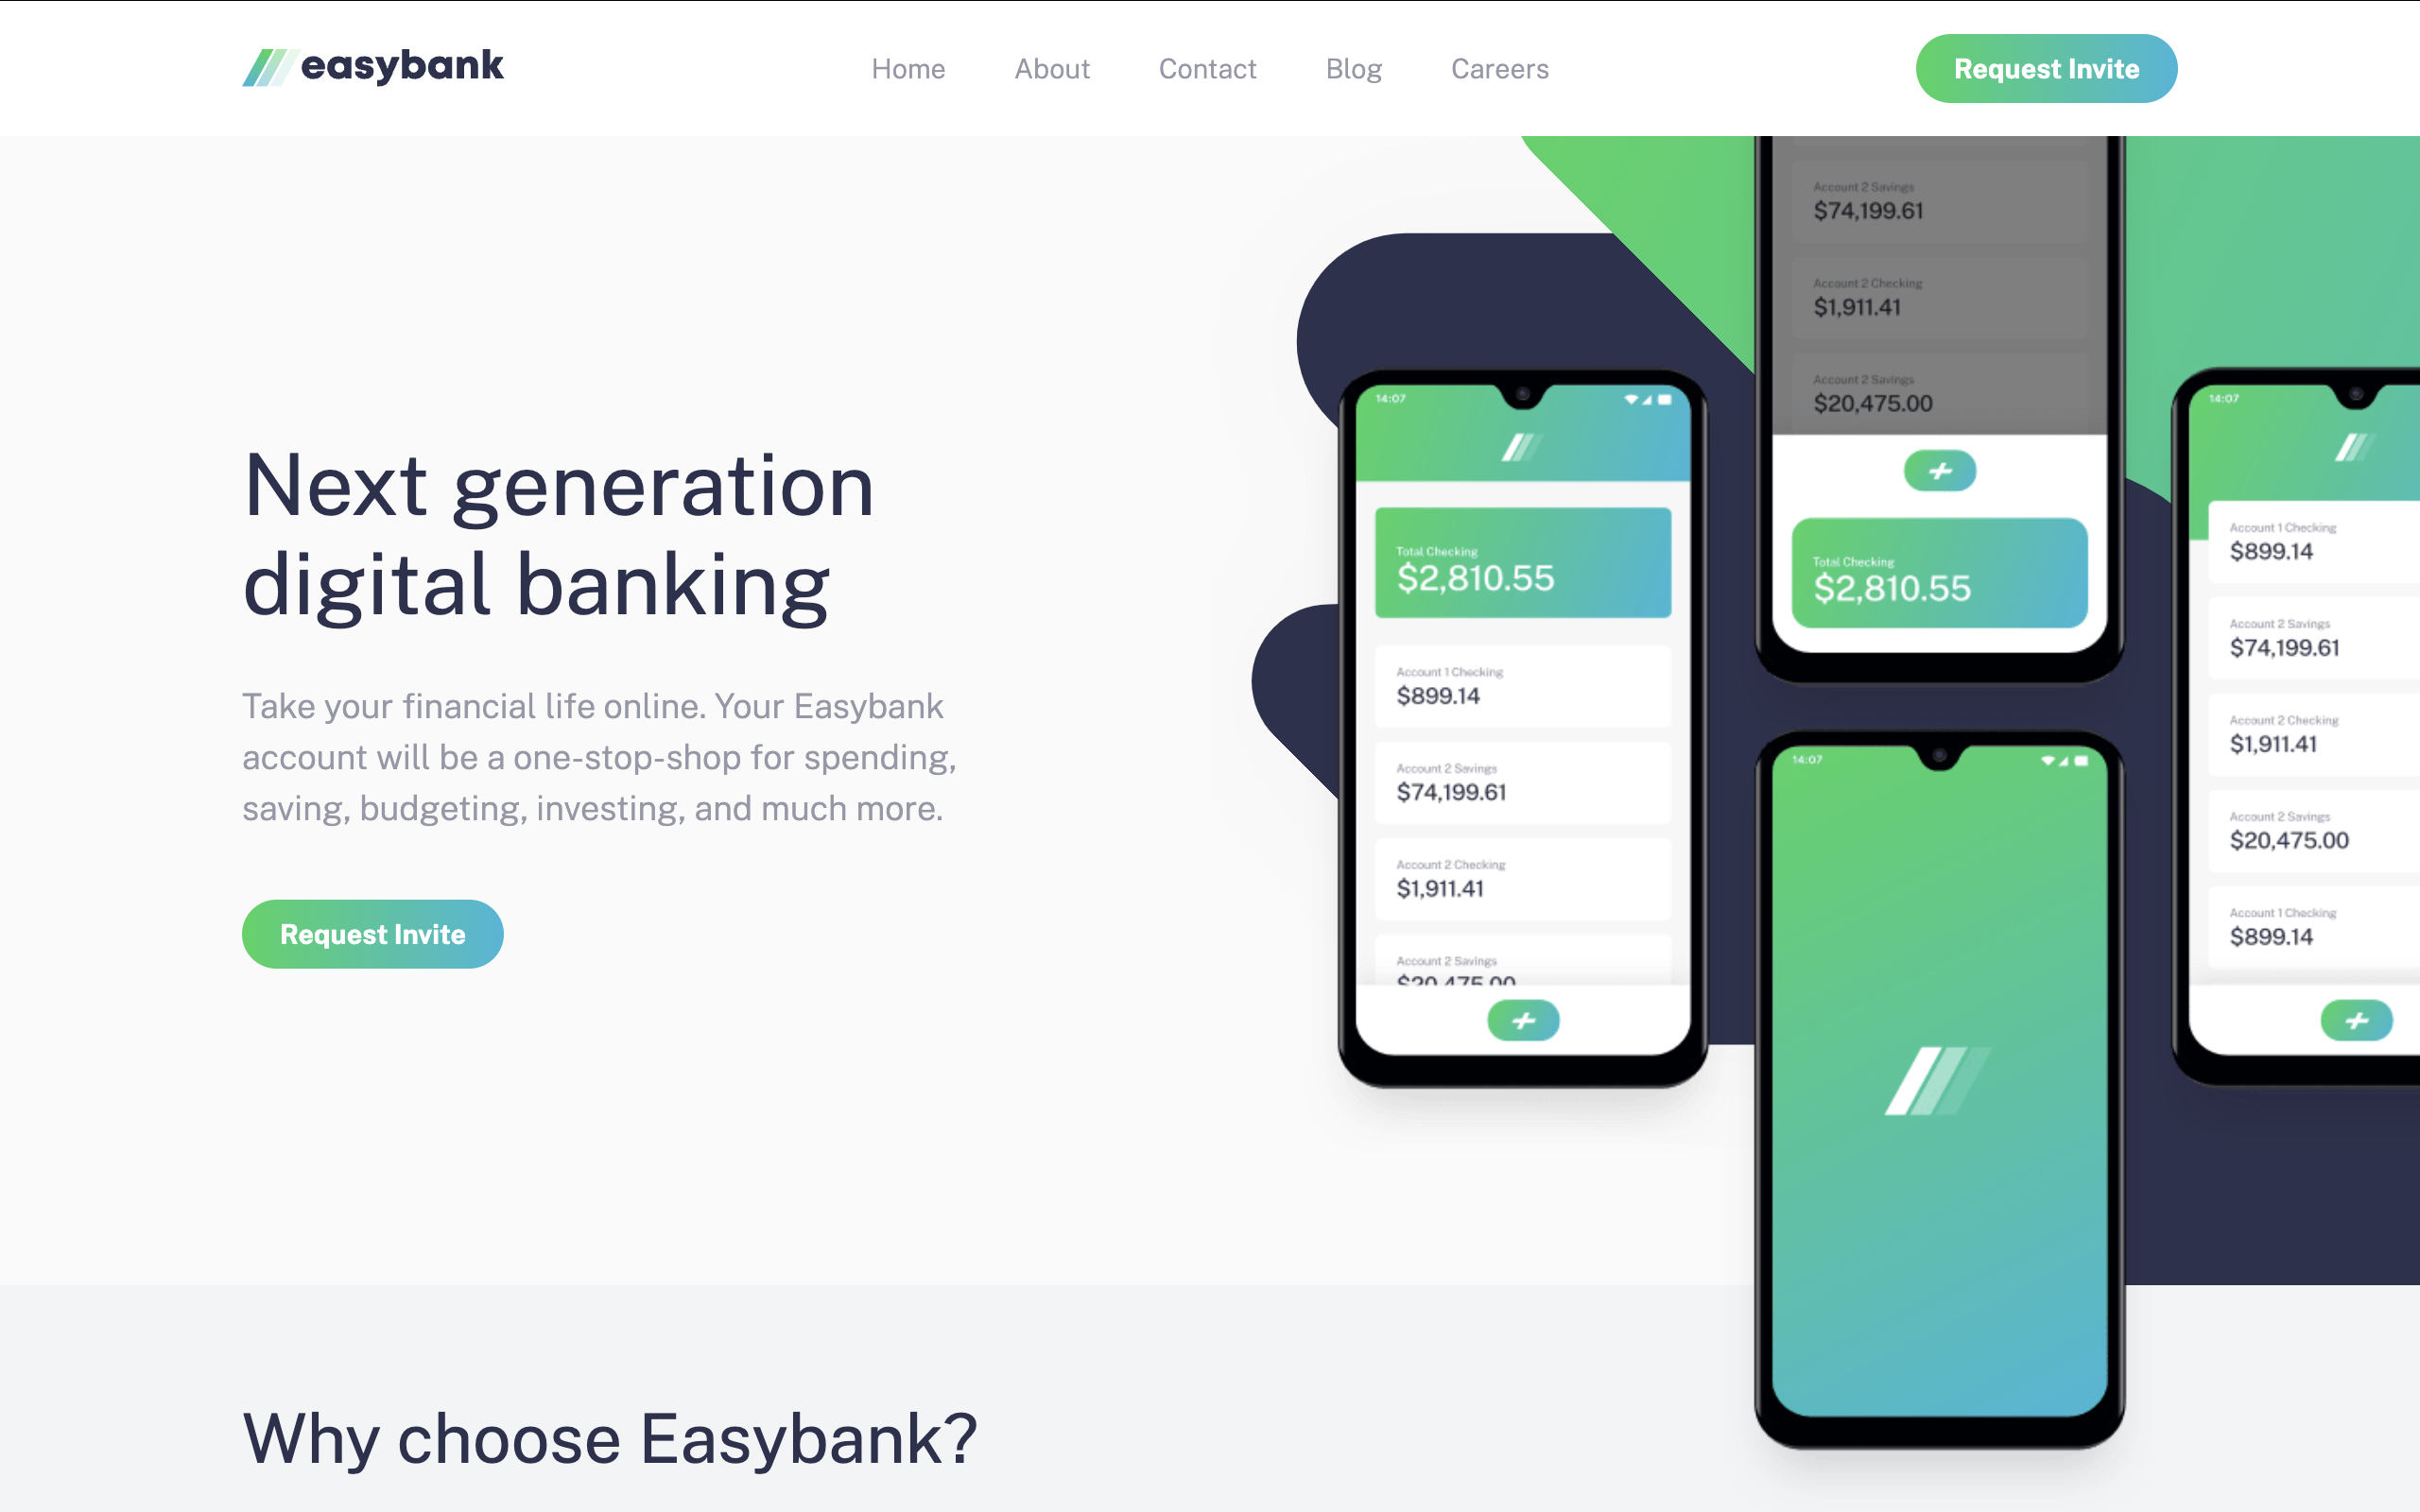 easybank
Home
About
Contact
Blog
Careers
Request Invite
Next generation
digital banking
Take your financial life online. Your Easybank
account will be a one-stop-shop for spending,
saving, budgeting, investing, and much more.
Request Invite
14:07
Total Checking
$2,810.55
Account 1 Checking
$899.14
Account 2 Savings
$74,199.61
Account 2 Checking
$1,911.41
Account 2 Savings
$20,475.00
Account 2 Savings
$74,199.61
Account 2 Checking
$1,911.41
Account 2 Savings
$20,475.00
Total Checking
$2,810.55
14:07
14:07
Account 1 Checking
$899.14
Account 2 Savings
$74,199.61
Account 2 Checking
$1,911.41
Account 2 Savings
$20,475.00
Account 1 Checking
$899.14
Why choose Easybank?